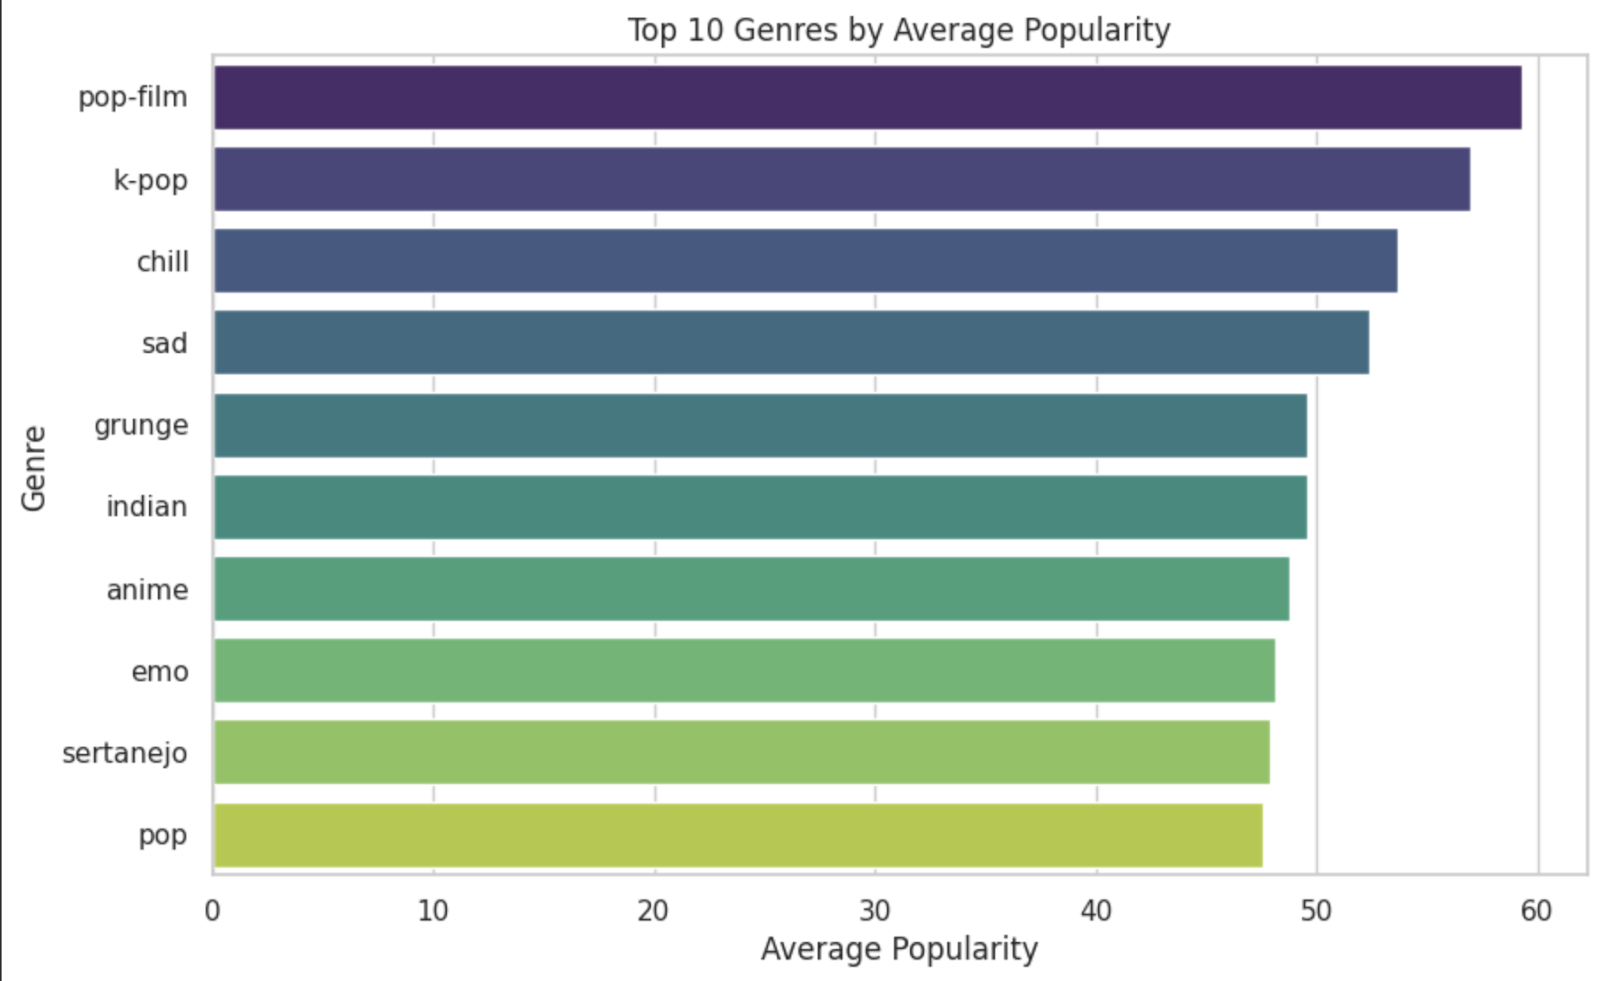 Top 10 Genres by Average Popularity
pop-film
k-pop
chill
sad
grunge
indian
anime
emo
sertanejo
pop
Genre
0 10 20 30 40 50 60
Average Popularity